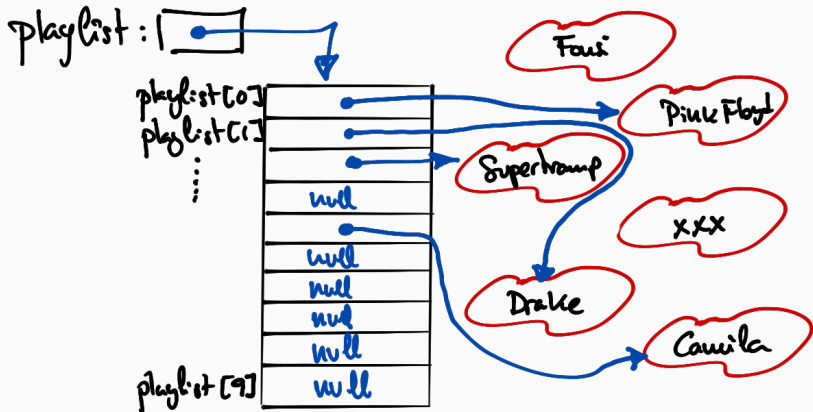 playlist:
Fonsi
playlist[0]
Pink Floyd
playlist[1]
Supertramp
null
xxx
null
null
Drake
null
null
Camila
playlist[9]
null